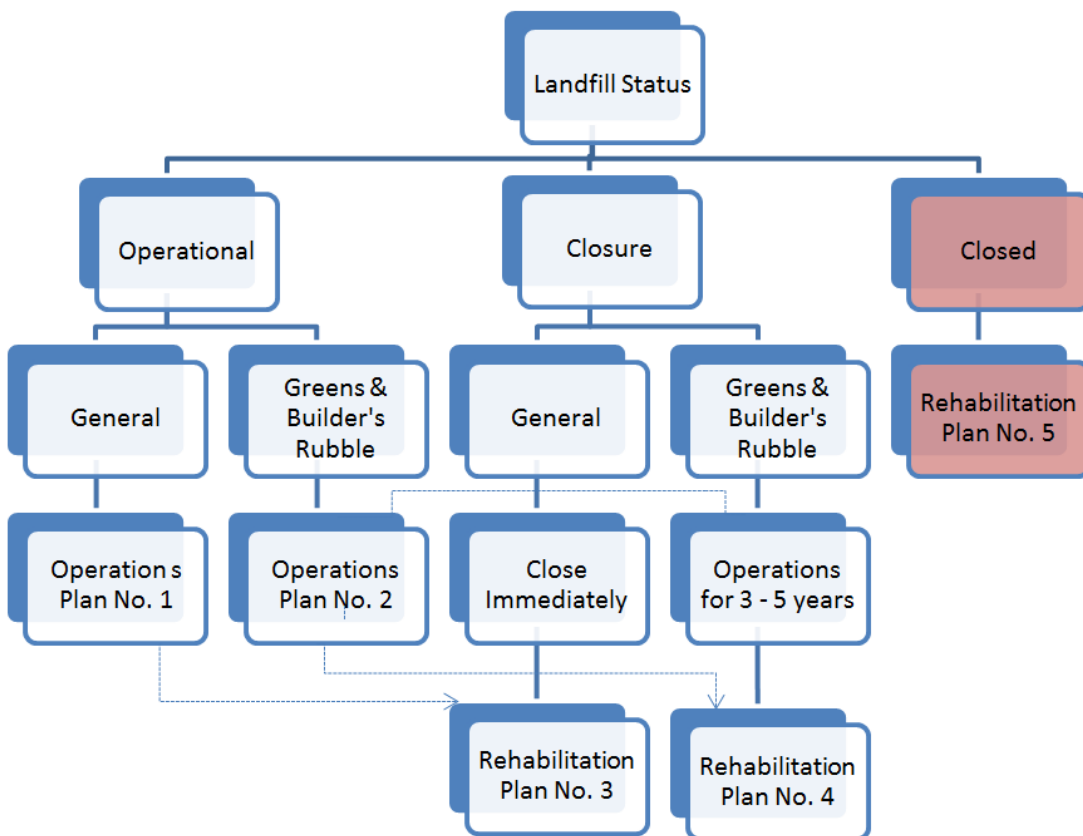 Landfill Status
Operational
Closure
Closed
General
Greens &
Builder's
Rubble
General
Greens &
Builder's
Rubble
Rehabilitation
Plan No. 5
Operation s
Plan No. 1
Operations
Plan No. 2
Close
Immediately
Operations
for 3 - 5 years
Rehabilitation
Plan No. 3
Rehabilitation
Plan No. 4